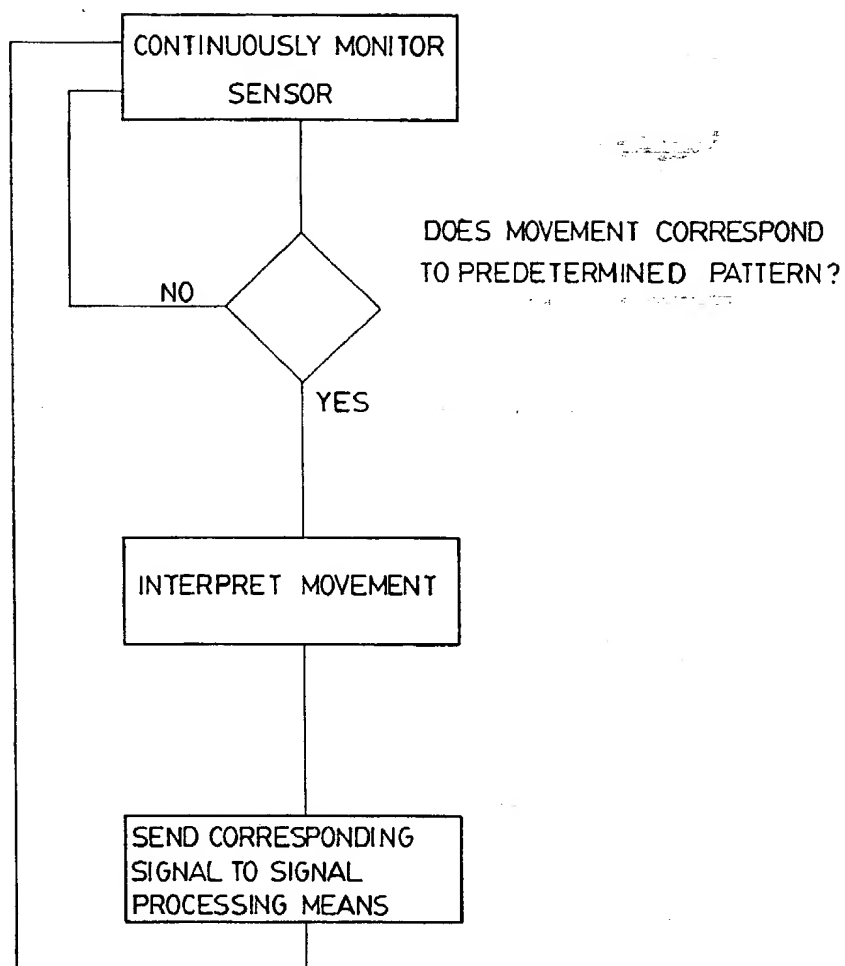 CONTINUOUSLY MONITOR
SENSOR
DOES MOVEMENT CORRESPOND
TO PREDETERMINED PATTERN?
NO
YES
INTERPRET MOVEMENT
SEND CORRESPONDING
SIGNAL TO SIGNAL
PROCESSING MEANS